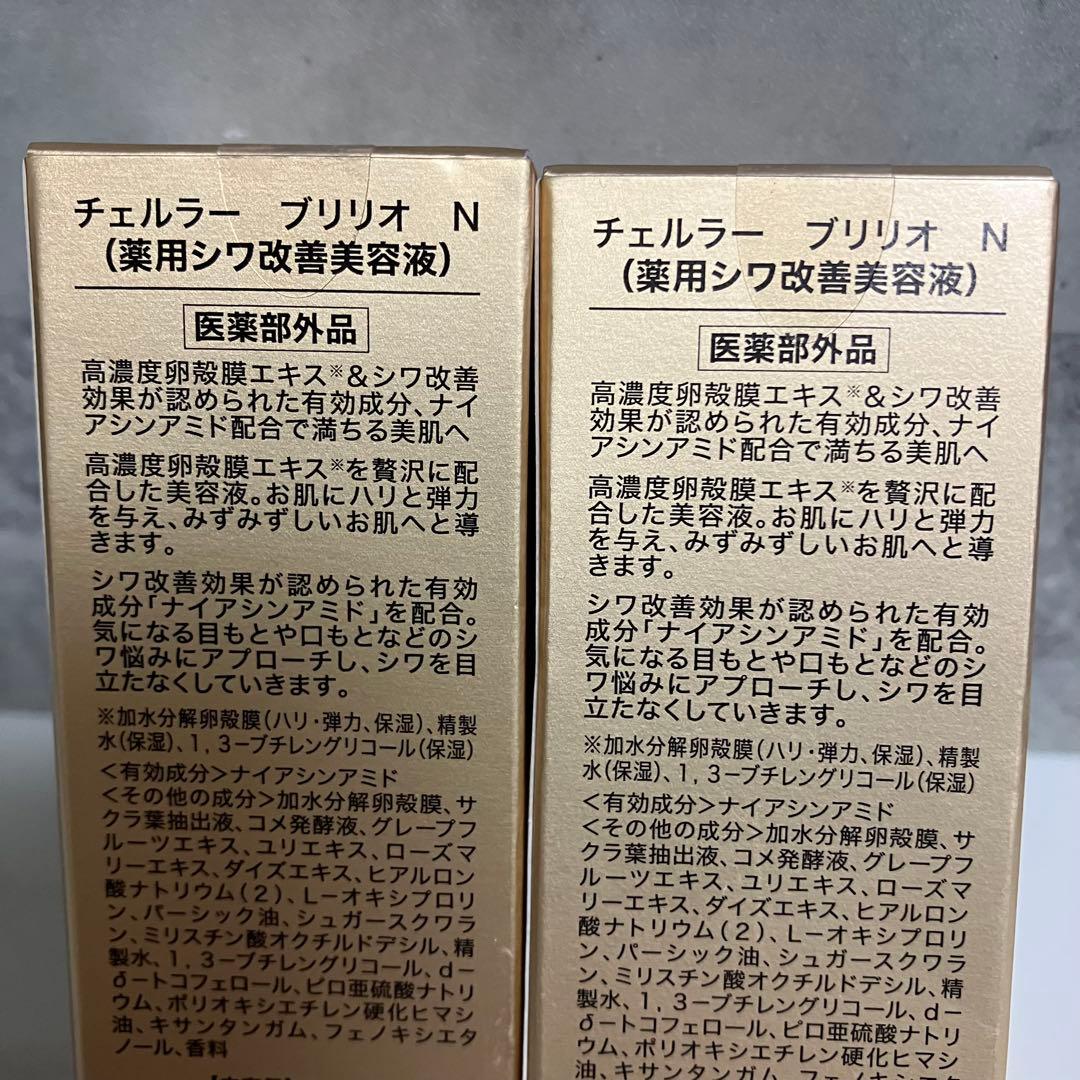 チェルラー　ブリリオ　N
(薬用シワ改善美容液)
医薬部外品
高濃度卵殻膜エキス※&シワ改善
効果が認められた有効成分、ナイ
アシンアミド配合で満ちる美肌へ
高濃度卵殻膜エキス※を贅沢に配
合した美容液。お肌にハリと弾力
を与え、みずみずしいお肌へと導
きます。
シワ改善効果が認められた有効
成分「ナイアシンアミド」を配合。
気になる目もとや口もとなどのシ
ワ悩みにアプローチし、シワを目
立たなくしていきます。
※加水分解卵殻膜(ハリ・弾力、保湿)、精製
水(保湿)、1,3-ブチレングリコール(保湿)
<有効成分>ナイアシンアミド
<その他の成分>加水分解卵殻膜、サ
クラ葉抽出液、コメ発酵液、グレープフ
ルーツエキス、ユリエキス、ローズマ
リーエキス、ダイズエキス、ヒアルロン
酸ナトリウム(2)、L-オキシプロリ
ン、パーシック油、シュガースクワラ
ン、ミリスチン酸オクチルドデシル、精
製水、1,3-ブチレングリコール、d-
δ-トコフェロール、ピロ亜硫酸ナトリ
ウム、ポリオキシエチレン硬化ヒマシ
油、キサンタンガム、フェノキシエタ
ノール、香料
チェルラー　ブリリオ　N
(薬用シワ改善美容液)
医薬部外品
高濃度卵殻膜エキス※&シワ改善
効果が認められた有効成分、ナイ
アシンアミド配合で満ちる美肌へ
高濃度卵殻膜エキス※を贅沢に配
合した美容液。お肌にハリと弾力
を与え、みずみずしいお肌へと導
きます。
シワ改善効果が認められた有効
成分「ナイアシンアミド」を配合。
気になる目もとや口もとなどのシ
ワ悩みにアプローチし、シワを目
立たなくしていきます。
※加水分解卵殻膜(ハリ・弾力、保湿)、精製
水(保湿)、1,3-ブチレングリコール(保湿)
<有効成分>ナイアシンアミド
<その他の成分>加水分解卵殻膜、サ
クラ葉抽出液、コメ発酵液、グレープフ
ルーツエキス、ユリエキス、ローズマ
リーエキス、ダイズエキス、ヒアルロン
酸ナトリウム(2)、L-オキシプロリ
ン、パーシック油、シュガースクワラ
ン、ミリスチン酸オクチルドデシル、精
製水、1,3-ブチレングリコール、d-
δ-トコフェロール、ピロ亜硫酸ナトリ
ウム、ポリオキシエチレン硬化ヒマシ
油、キサンタンガム、フェノキシエタ